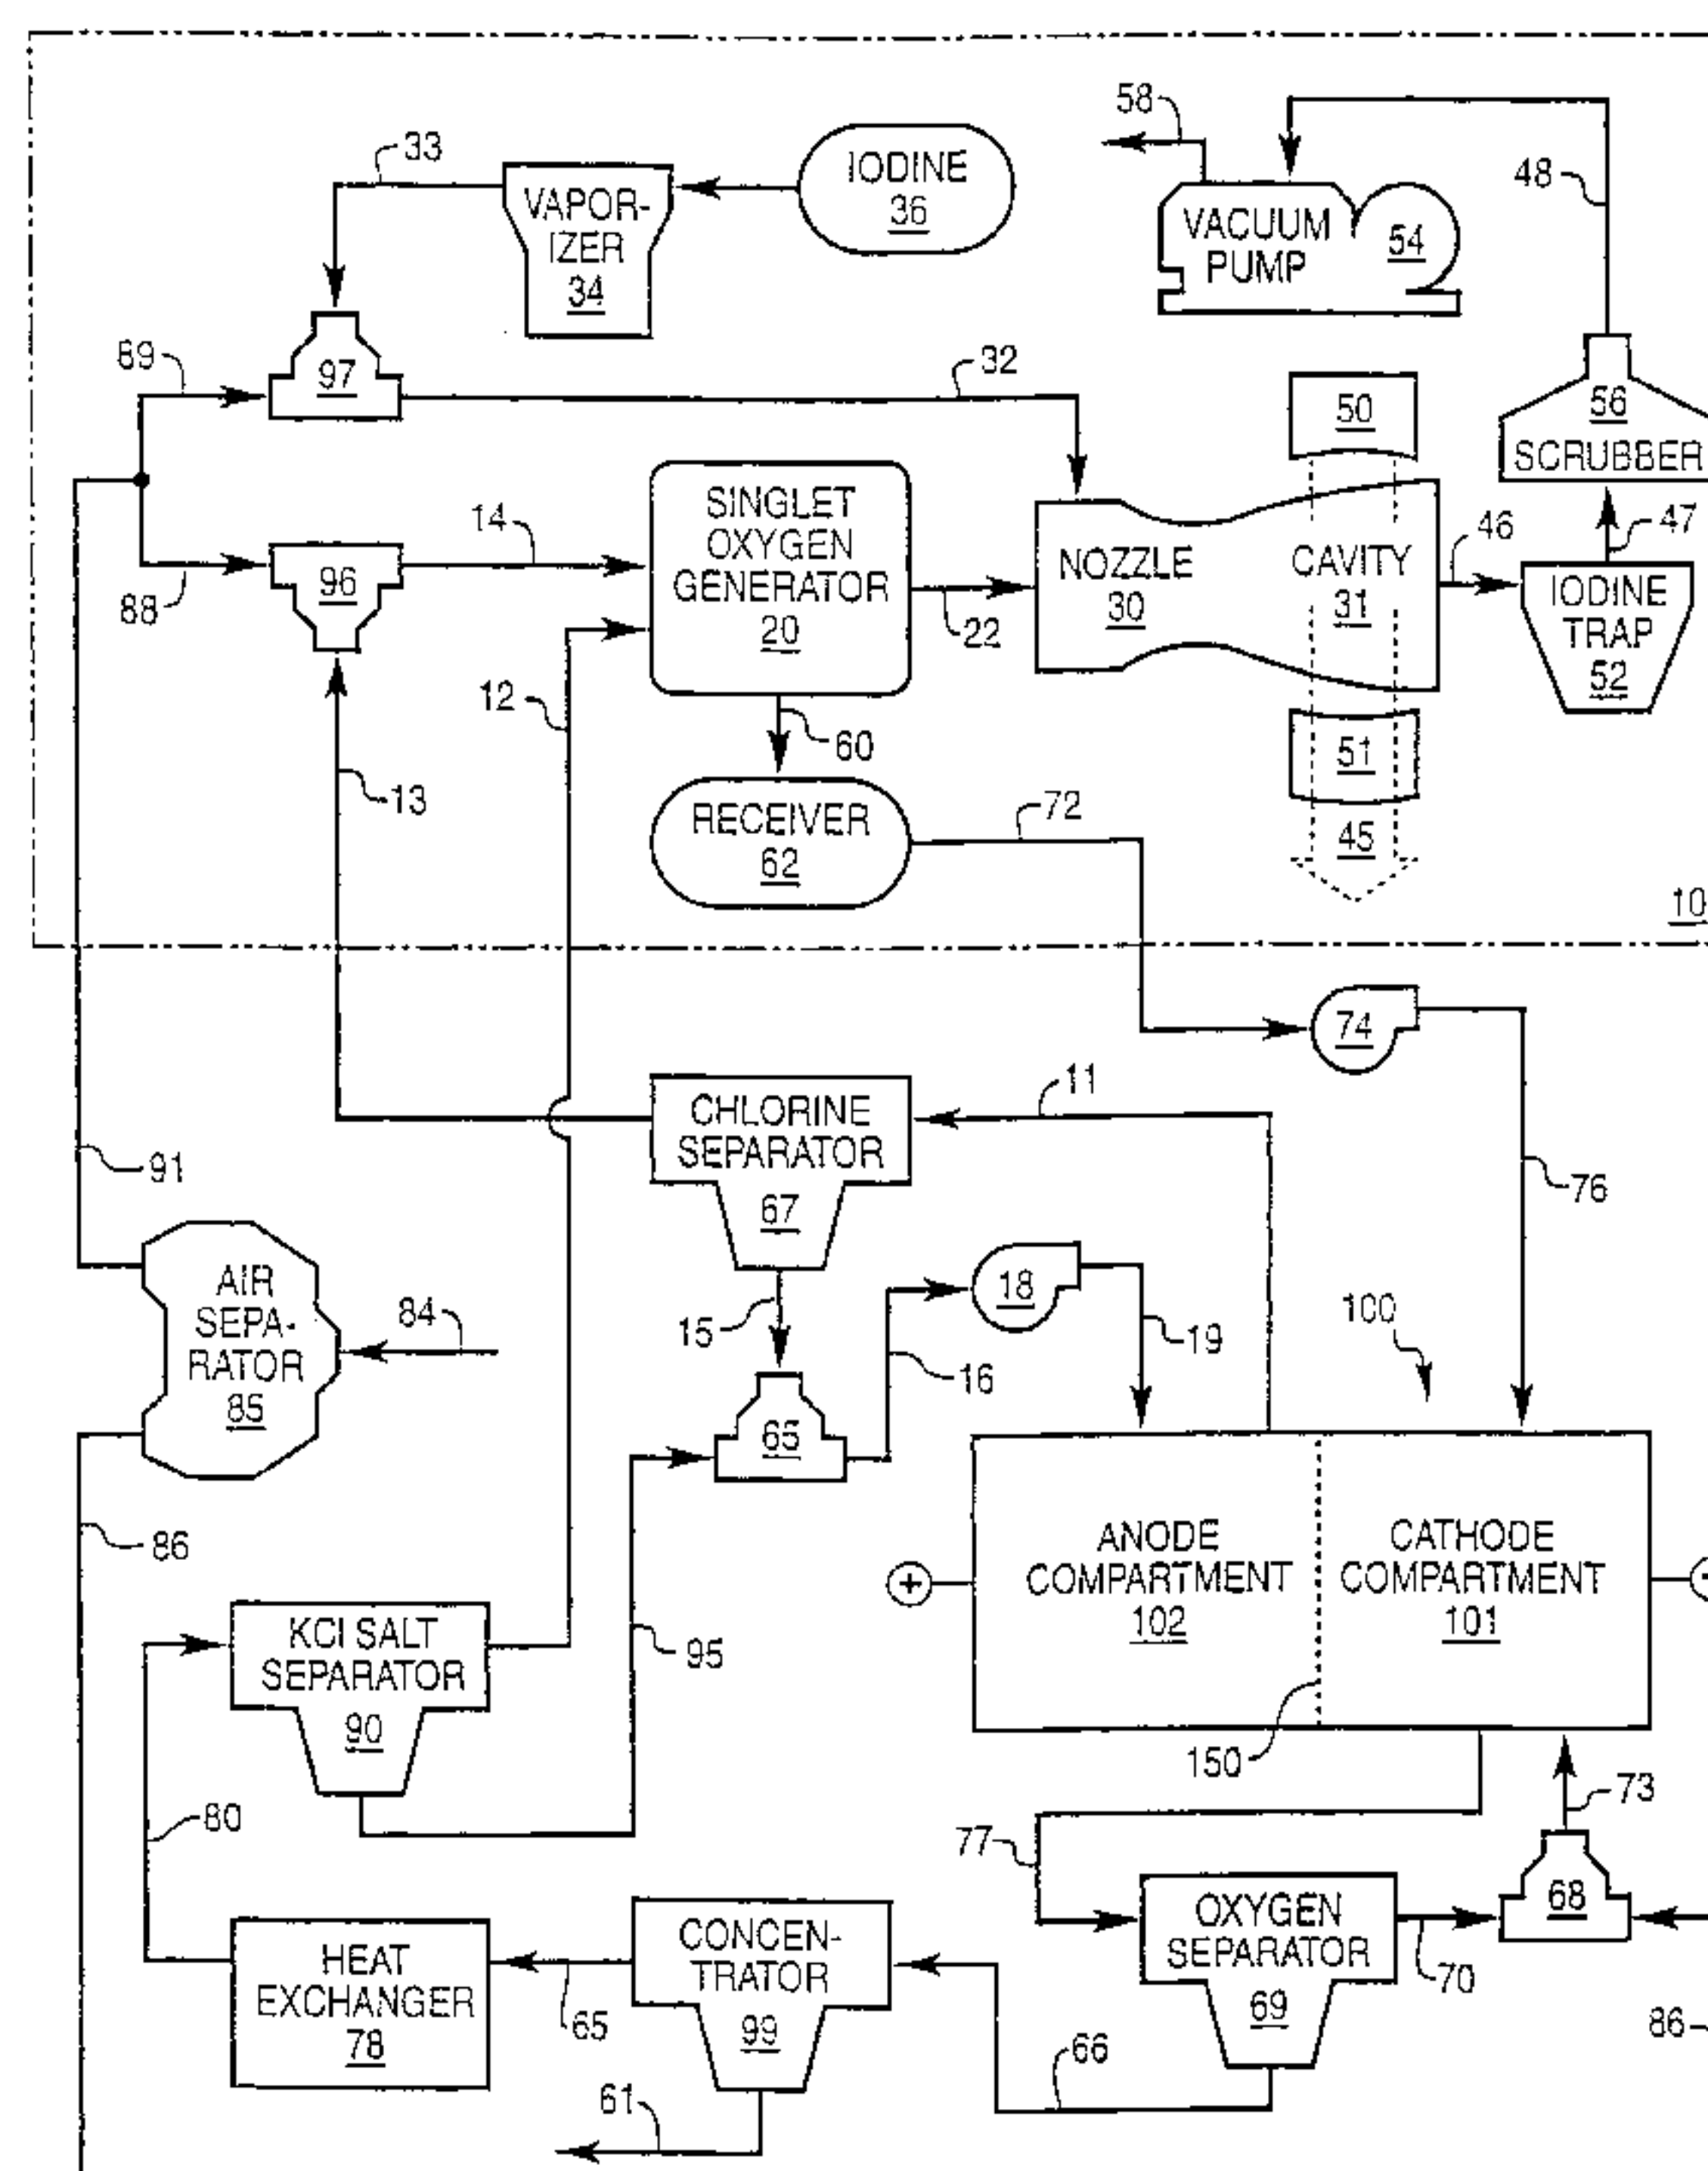 58
33
IODINE
36
VAPOR-
IZER
34
VACUUM
PUMP
54
48
89
97
32
50
56
SCRUBBER
SINGLET
OXYGEN
GENERATOR
20
14
96
88
NOZZLE
30
CAVITY
31
46
47
IODINE
TRAP
52
22
12
60
13
51
RECEIVER
62
72
45
10
74
11
CHLORINE
SEPARATOR
67
91
76
AIR
SEPA-
RATOR
85
84
18
15
19
100
16
65
86
ANODE
COMPARTMENT
102
CATHODE
COMPARTMENT
101
+
KCl SALT
SEPARATOR
90
95
150
73
80
77
68
OXYGEN
SEPARATOR
69
70
CONCEN-
TRATOR
99
HEAT
EXCHANGER
78
65
66
86
61